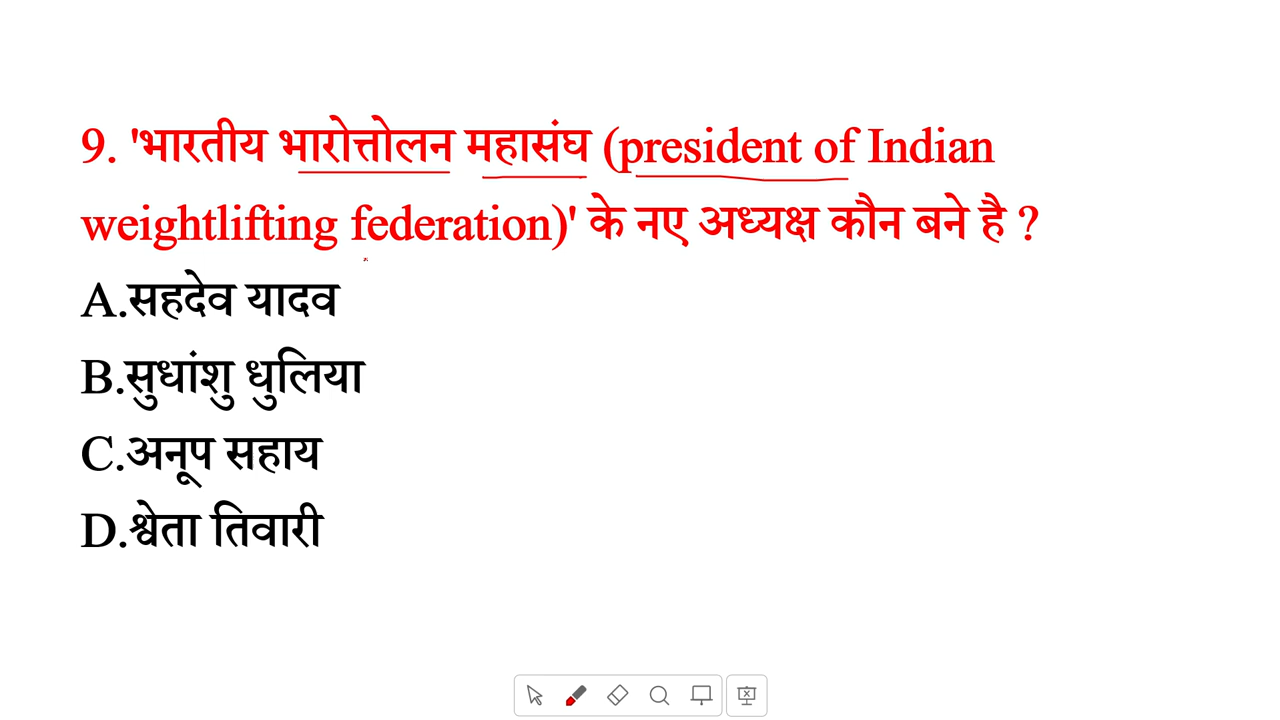 9. 'भारतीय भारोत्तोलन महासंघ (president of Indian
weightlifting federation)' के नए अध्यक्ष कौन बने है ?
A.सहदेव यादव
B.सुधांशु धुलिया
C.अनूप सहाय
D.श्वेता तिवारी